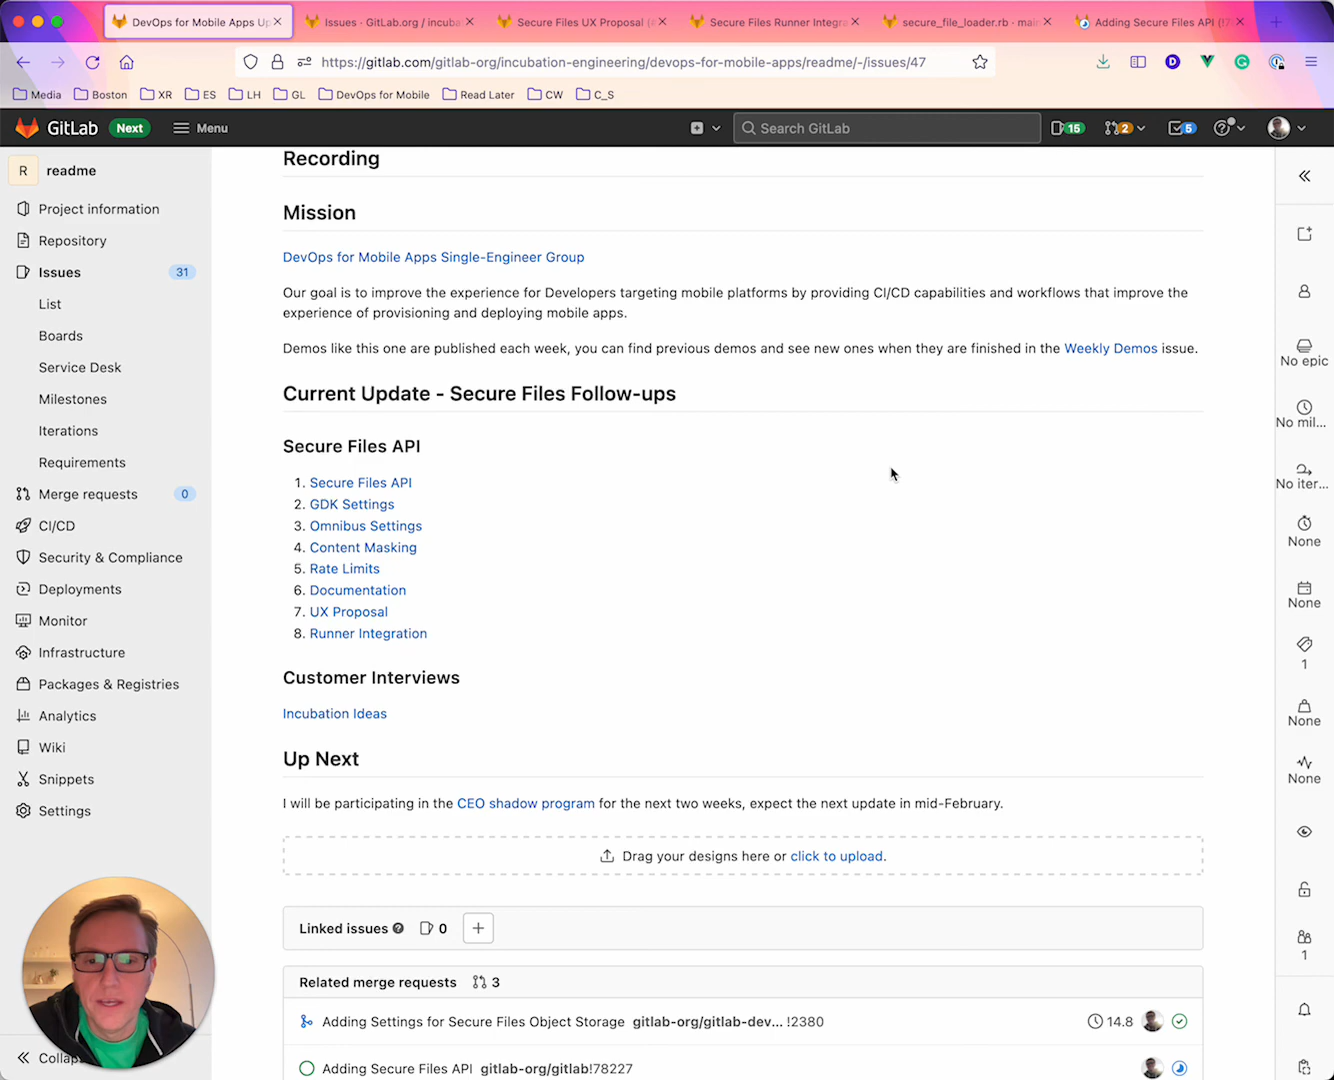 DevOps for Mobile Apps Up
Issues · GitLab.org / incuba
Secure Files UX Proposal (
Secure Files Runner Integra
secure_file_loader.rb · mai
Adding Secure Files API (!7
https://gitlab.com/gitlab-org/incubation-engineering/devops-for-mobile-apps/readme/-/issues/47
Media Boston XR ES LH GL DevOps for Mobile Read Later CW C_S
GitLab Next Menu Search GitLab 15 2 5
R readme
Project information
Repository
Issues 31
List
Boards
Service Desk
Milestones
Iterations
Requirements
Merge requests 0
CI/CD
Security & Compliance
Deployments
Monitor
Infrastructure
Packages & Registries
Analytics
Wiki
Snippets
Settings
Recording
Mission
DevOps for Mobile Apps Single-Engineer Group
Our goal is to improve the experience for Developers targeting mobile platforms by providing CI/CD capabilities and workflows that improve the
experience of provisioning and deploying mobile apps.
Demos like this one are published each week, you can find previous demos and see new ones when they are finished in the Weekly Demos issue.
Current Update - Secure Files Follow-ups
Secure Files API
1. Secure Files API
2. GDK Settings
3. Omnibus Settings
4. Content Masking
5. Rate Limits
6. Documentation
7. UX Proposal
8. Runner Integration
Customer Interviews
Incubation Ideas
Up Next
I will be participating in the CEO shadow program for the next two weeks, expect the next update in mid-February.
Drag your designs here or click to upload.
Linked issues 0
Related merge requests 3
Adding Settings for Secure Files Object Storage gitlab-org/gitlab-dev... !2380 14.8
Adding Secure Files API gitlab-org/gitlab!78227
No epic
No mil...
No iter...
None
None
1
None
None
1
Collap